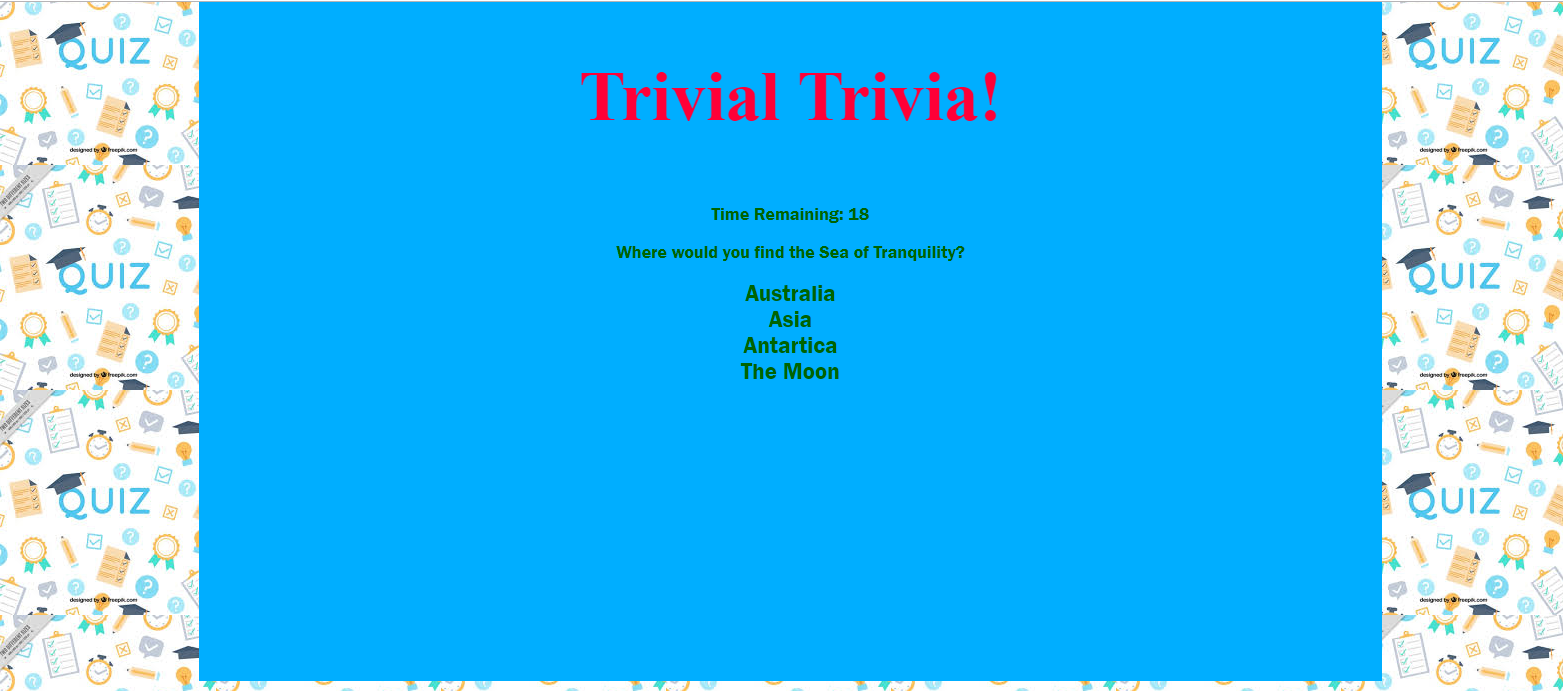 Trivial Trivia!
Time Remaining: 18
Where would you find the Sea of Tranquility?
Australia
Asia
Antartica
The Moon
QUIZ
designed by freepik.com
QUIZ
designed by freepik.com
QUIZ
designed by freepik.com
QUIZ
designed by freepik.com
QUIZ
designed by freepik.com
QUIZ
designed by freepik.com